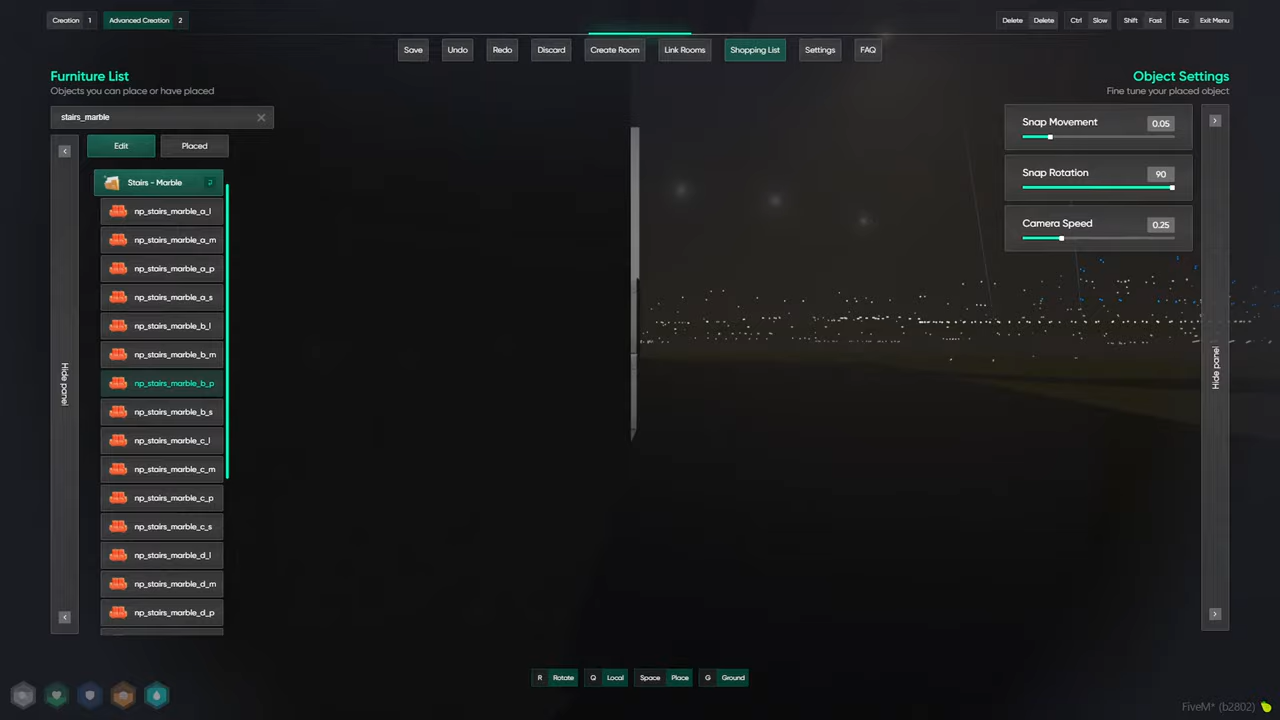 Creation 1 Advanced Creation 2
Delete Delete Ctrl Slow Shift Fast Esc Exit Menu
Save Undo Redo Discard Create Room Link Rooms Shopping List Settings FAQ
Furniture List
Objects you can place or have placed
stairs_marble
Edit Placed
Stairs - Marble
np_stairs_marble_a_l
np_stairs_marble_a_m
np_stairs_marble_a_p
np_stairs_marble_a_s
np_stairs_marble_b_l
np_stairs_marble_b_m
np_stairs_marble_b_p
np_stairs_marble_b_s
np_stairs_marble_c_l
np_stairs_marble_c_m
np_stairs_marble_c_p
np_stairs_marble_c_s
np_stairs_marble_d_l
np_stairs_marble_d_m
np_stairs_marble_d_p
Hide panel
Object Settings
Fine tune your placed object
Snap Movement 0.05
Snap Rotation 90
Camera Speed 0.25
Hide panel
R Rotate Q Local Space Place G Ground
FiveM* (b2802)